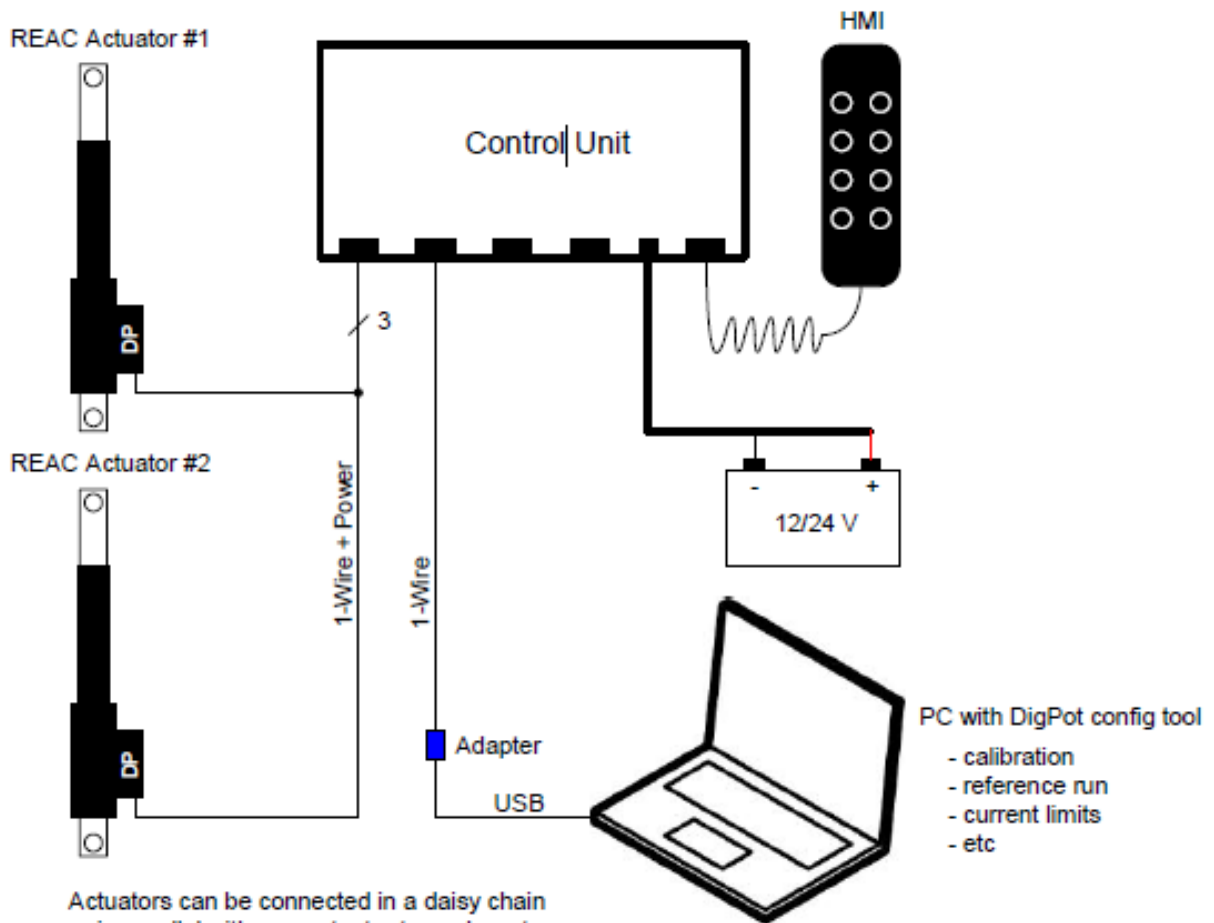 REAC Actuator #1
HMI
Control Unit
3
DP
REAC Actuator #2
1-Wire + Power
1-Wire
- +
12/24 V
DP
Adapter
USB
PC with DigPot config tool
- calibration
- reference run
- current limits
- etc
Actuators can be connected in a daisy chain